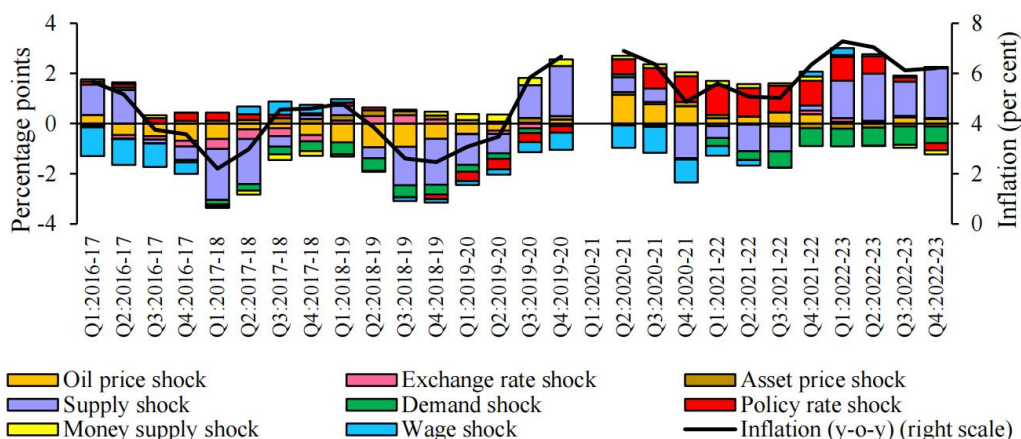 Percentage points
4
2
0
-2
-4
8
6
4
2
0
Inflation (per cent)
Q1:2016-17
Q2:2016-17
Q3:2016-17
Q4:2016-17
Q1:2017-18
Q2:2017-18
Q3:2017-18
Q4:2017-18
Q1:2018-19
Q2:2018-19
Q3:2018-19
Q4:2018-19
Q1:2019-20
Q2:2019-20
Q3:2019-20
Q4:2019-20
Q1:2020-21
Q2:2020-21
Q3:2020-21
Q4:2020-21
Q1:2021-22
Q2:2021-22
Q3:2021-22
Q4:2021-22
Q1:2022-23
Q2:2022-23
Q3:2022-23
Q4:2022-23
Oil price shock Exchange rate shock Asset price shock
Supply shock Demand shock Policy rate shock
Money supply shock Wage shock Inflation (y-o-y) (right scale)